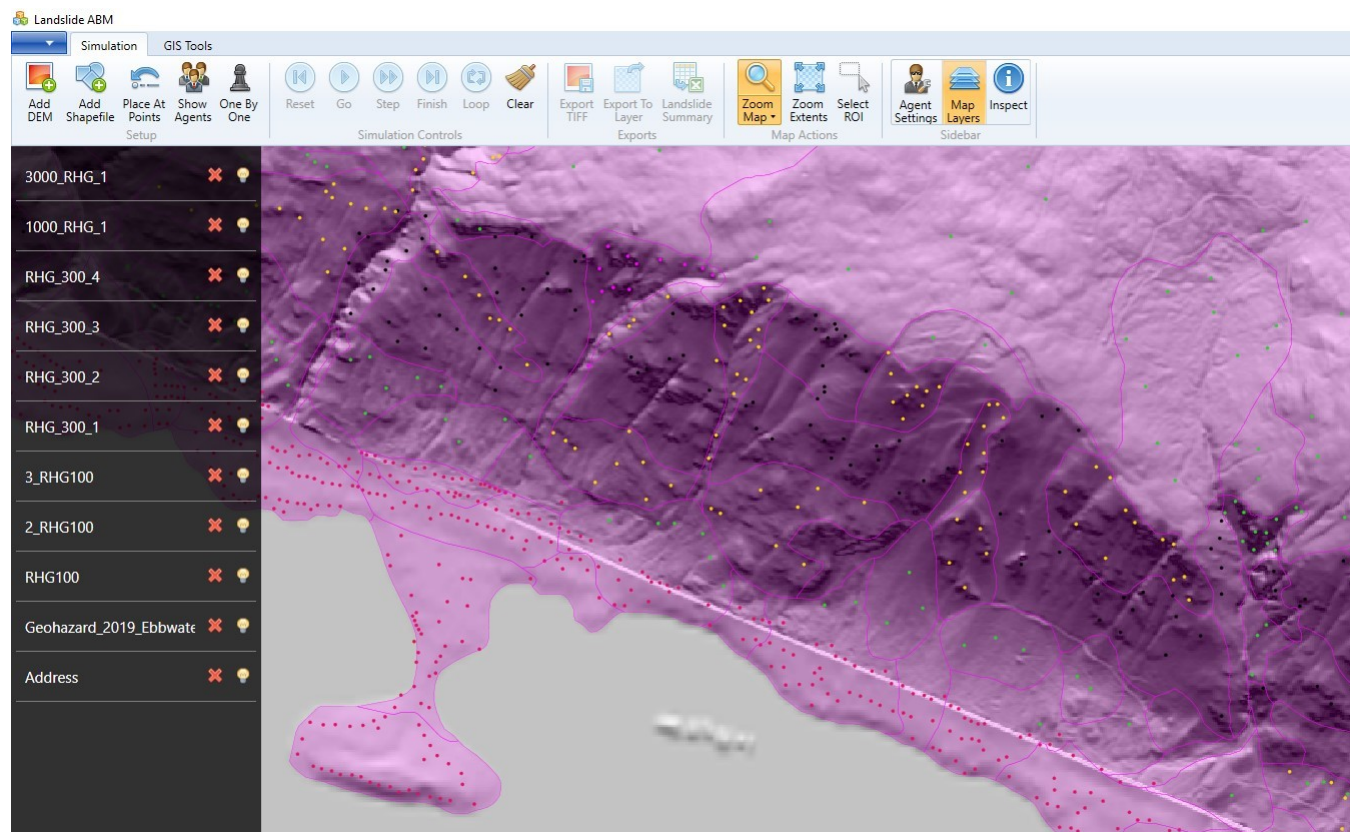 Landslide ABM
Simulation GIS Tools
Add DEM
Add Shapefile
Place At Points
Show Agents
One By One
Setup
Reset
Go
Step
Finish
Loop
Clear
Simulation Controls
Export TIFF
Export To Layer
Landslide Summary
Exports
Zoom Map
Zoom Extents
Select ROI
Map Actions
Agent Settings
Map Layers
Inspect
Sidebar
3000_RHG_1
1000_RHG_1
RHG_300_4
RHG_300_3
RHG_300_2
RHG_300_1
3_RHG100
2_RHG100
RHG100
Geohazard_2019_Ebbwate
Address